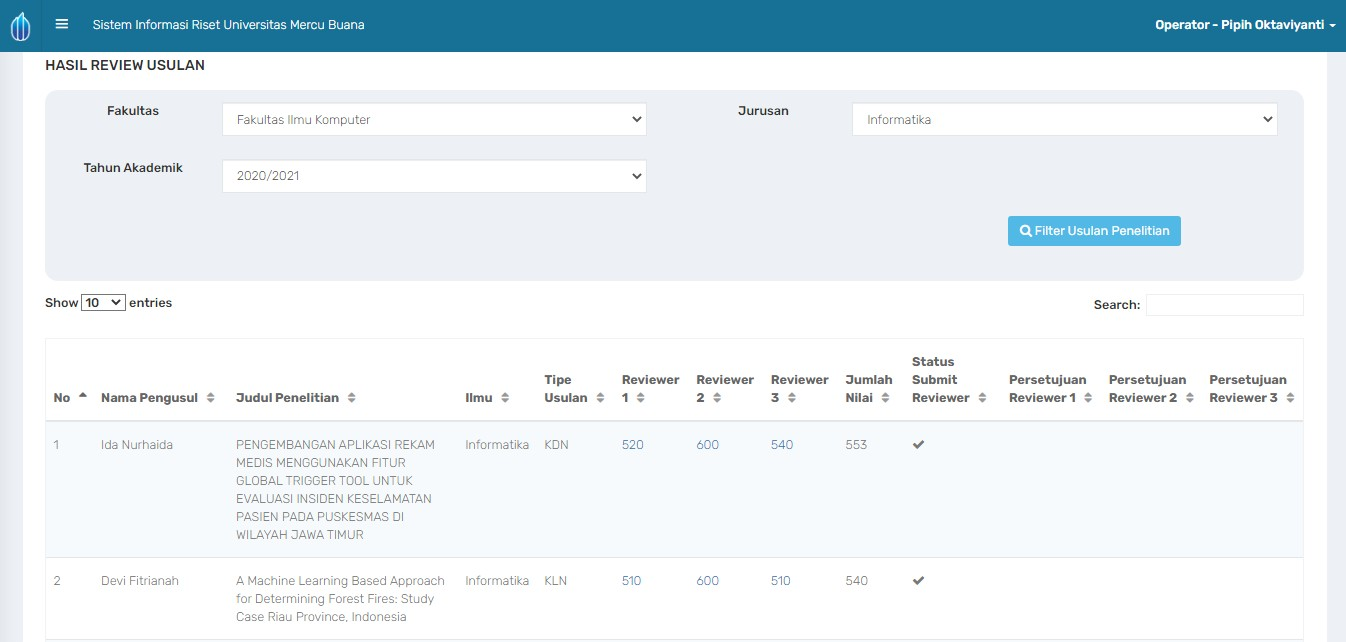 Sistem Informasi Riset Universitas Mercu Buana
Operator - Pipih Oktaviyanti
HASIL REVIEW USULAN
Fakultas
Fakultas Ilmu Komputer
Jurusan
Informatika
Tahun Akademik
2020/2021
Filter Usulan Penelitian
Show 10 entries
Search:
No
Nama Pengusul
Judul Penelitian
Ilmu
Tipe
Usulan
Reviewer
1
Reviewer
2
Reviewer
3
Jumlah
Nilai
Status
Submit
Reviewer
Persetujuan
Reviewer 1
Persetujuan
Reviewer 2
Persetujuan
Reviewer 3
1
Ida Nurhaida
PENGEMBANGAN APLIKASI REKAM
MEDIS MENGGUNAKAN FITUR
GLOBAL TRIGGER TOOL UNTUK
EVALUASI INSIDEN KESELAMATAN
PASIEN PADA PUSKESMAS DI
WILAYAH JAWA TIMUR
Informatika
KDN
520
600
540
553
2
Devi Fitrianah
A Machine Learning Based Approach
for Determining Forest Fires: Study
Case Riau Province, Indonesia
Informatika
KLN
510
600
510
540